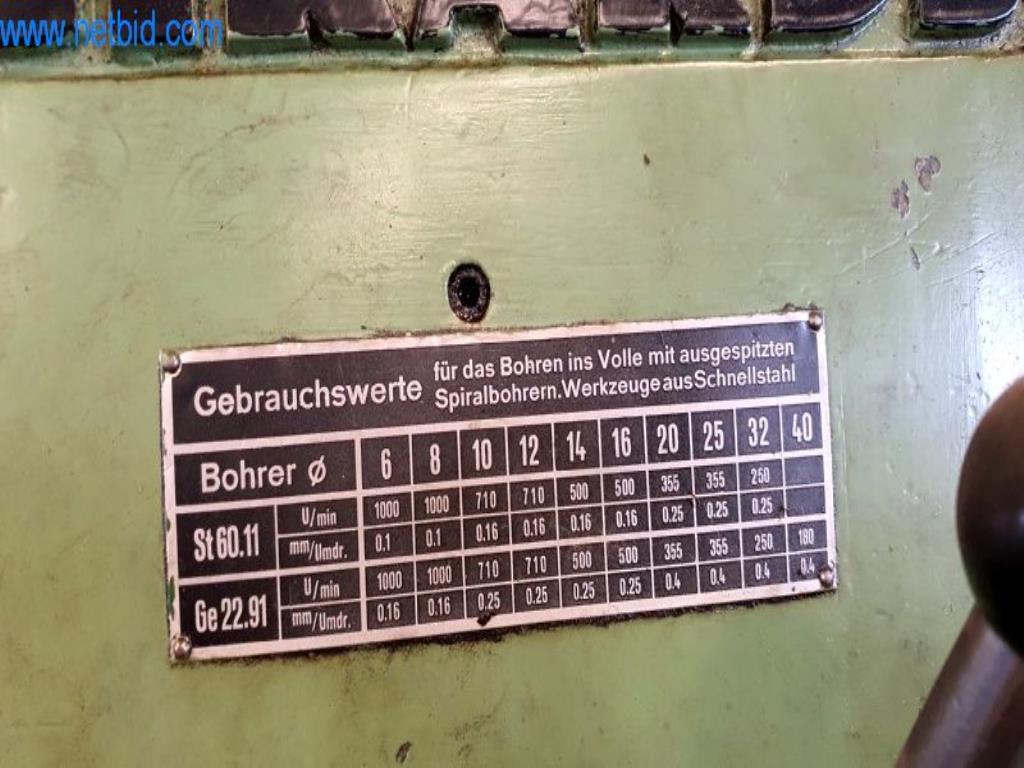 www.netbid.com
Gebrauchswerte für das Bohren ins Volle mit ausgespitzten
Spiralbohrern. Werkzeuge aus Schnellstahl
Bohrer ø 6 8 10 12 14 16 20 25 32 40
St 60.11 U/min 1000 1000 710 710 500 500 355 355 250
mm/Umdr. 0.1 0.1 0.16 0.16 0.16 0.16 0.25 0.25 0.25
Ge 22.91 U/min 1000 1000 710 710 500 500 355 355 250 180
mm/Umdr. 0.16 0.16 0.25 0.25 0.25 0.25 0.4 0.4 0.4 0.4